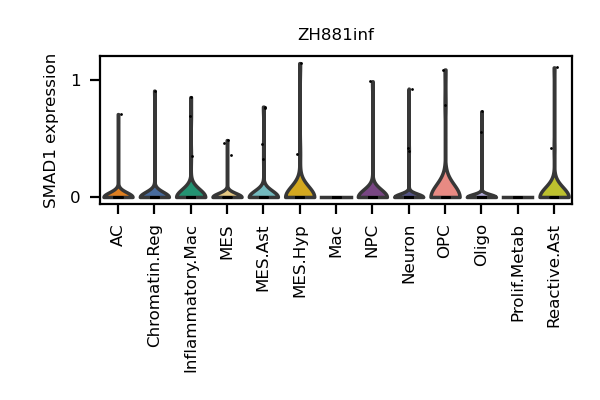 ZH881inf
SMAD1 expression
1
0
AC
Chromatin.Reg
Inflammatory.Mac
MES
MES.Ast
MES.Hyp
Mac
NPC
Neuron
OPC
Oligo
Prolif.Metab
Reactive.Ast